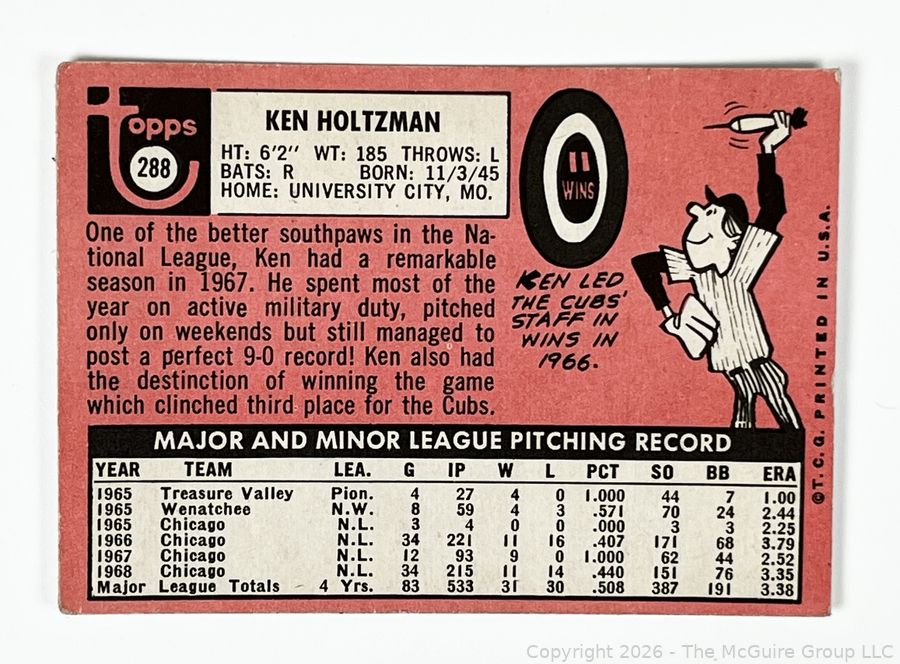 Topps
288
KEN HOLTZMAN
HT: 6'2" WT: 185 THROWS: L
BATS: R BORN: 11/3/45
HOME: UNIVERSITY CITY, MO.
One of the better southpaws in the Na-
tional League, Ken had a remarkable
season in 1967. He spent most of the
year on active military duty, pitched
only on weekends but still managed to
post a perfect 9-0 record! Ken also had
the destination of winning the game
which clinched third place for the Cubs.
11
WINS
KEN LED
THE CUBS'
STAFF IN
WINS IN
1966.
©T.C.G. PRINTED IN U.S.A.
MAJOR AND MINOR LEAGUE PITCHING RECORD
YEAR TEAM LEA. G IP W L PCT SO BB ERA
1965 Treasure Valley Pion. 4 27 4 0 1.000 44 7 1.00
1965 Wenatchee N.W. 8 59 4 3 .571 70 24 2.44
1965 Chicago N.L. 3 4 0 0 .000 3 3 2.25
1966 Chicago N.L. 34 221 11 16 .407 171 68 3.79
1967 Chicago N.L. 12 93 9 0 1.000 62 44 2.52
1968 Chicago N.L. 34 215 11 14 .440 151 76 3.35
Major League Totals 4 Yrs. 83 533 31 30 .508 387 191 3.38
Copyright 2026 - The McGuire Group LLC